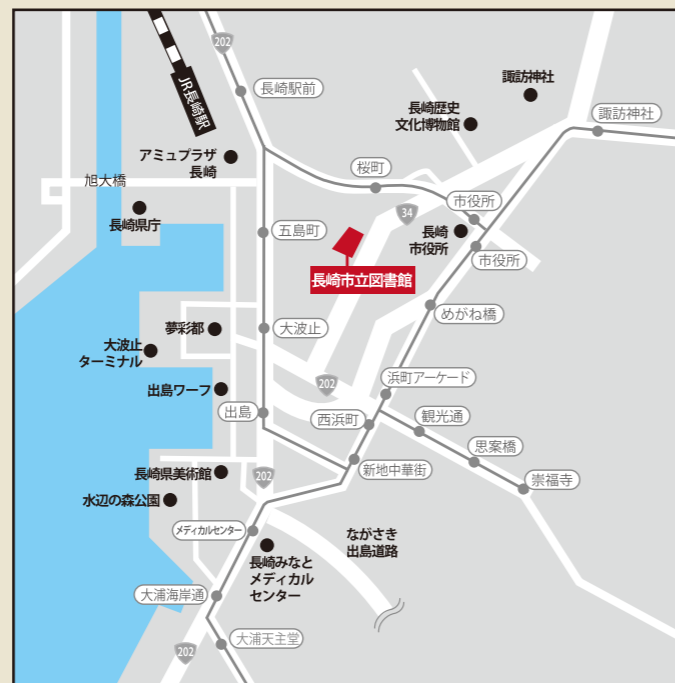 202
長崎駅前
JR長崎駅
諏訪神社
諏訪神社
長崎歴史
文化博物館
アミュプラザ
長崎
桜町
旭大橋
長崎県庁
市役所
34
五島町
長崎
市役所
市役所
長崎市立図書館
めがね橋
夢彩都
大波止
大波止
ターミナル
202
浜町アーケード
出島ワーフ
出島
西浜町
観光通
思案橋
新地中華街
長崎県美術館
202
崇福寺
水辺の森公園
メディカルセンター
ながさき
出島道路
長崎みなと
メディカル
センター
大浦海岸通
大浦天主堂
202